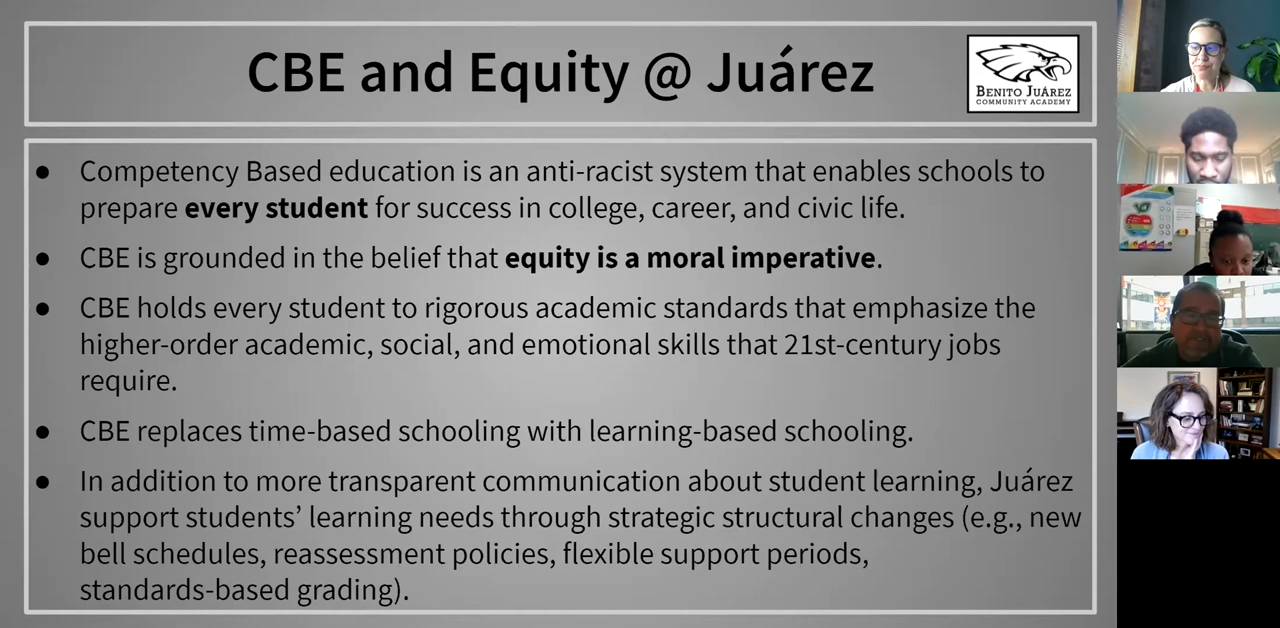 CBE and Equity @ Juárez
BENITO JUÁREZ
COMMUNITY ACADEMY
● Competency Based education is an anti-racist system that enables schools to
prepare every student for success in college, career, and civic life.
● CBE is grounded in the belief that equity is a moral imperative.
● CBE holds every student to rigorous academic standards that emphasize the
higher-order academic, social, and emotional skills that 21st-century jobs
require.
● CBE replaces time-based schooling with learning-based schooling.
● In addition to more transparent communication about student learning, Juárez
support students’ learning needs through strategic structural changes (e.g., new
bell schedules, reassessment policies, flexible support periods,
standards-based grading).